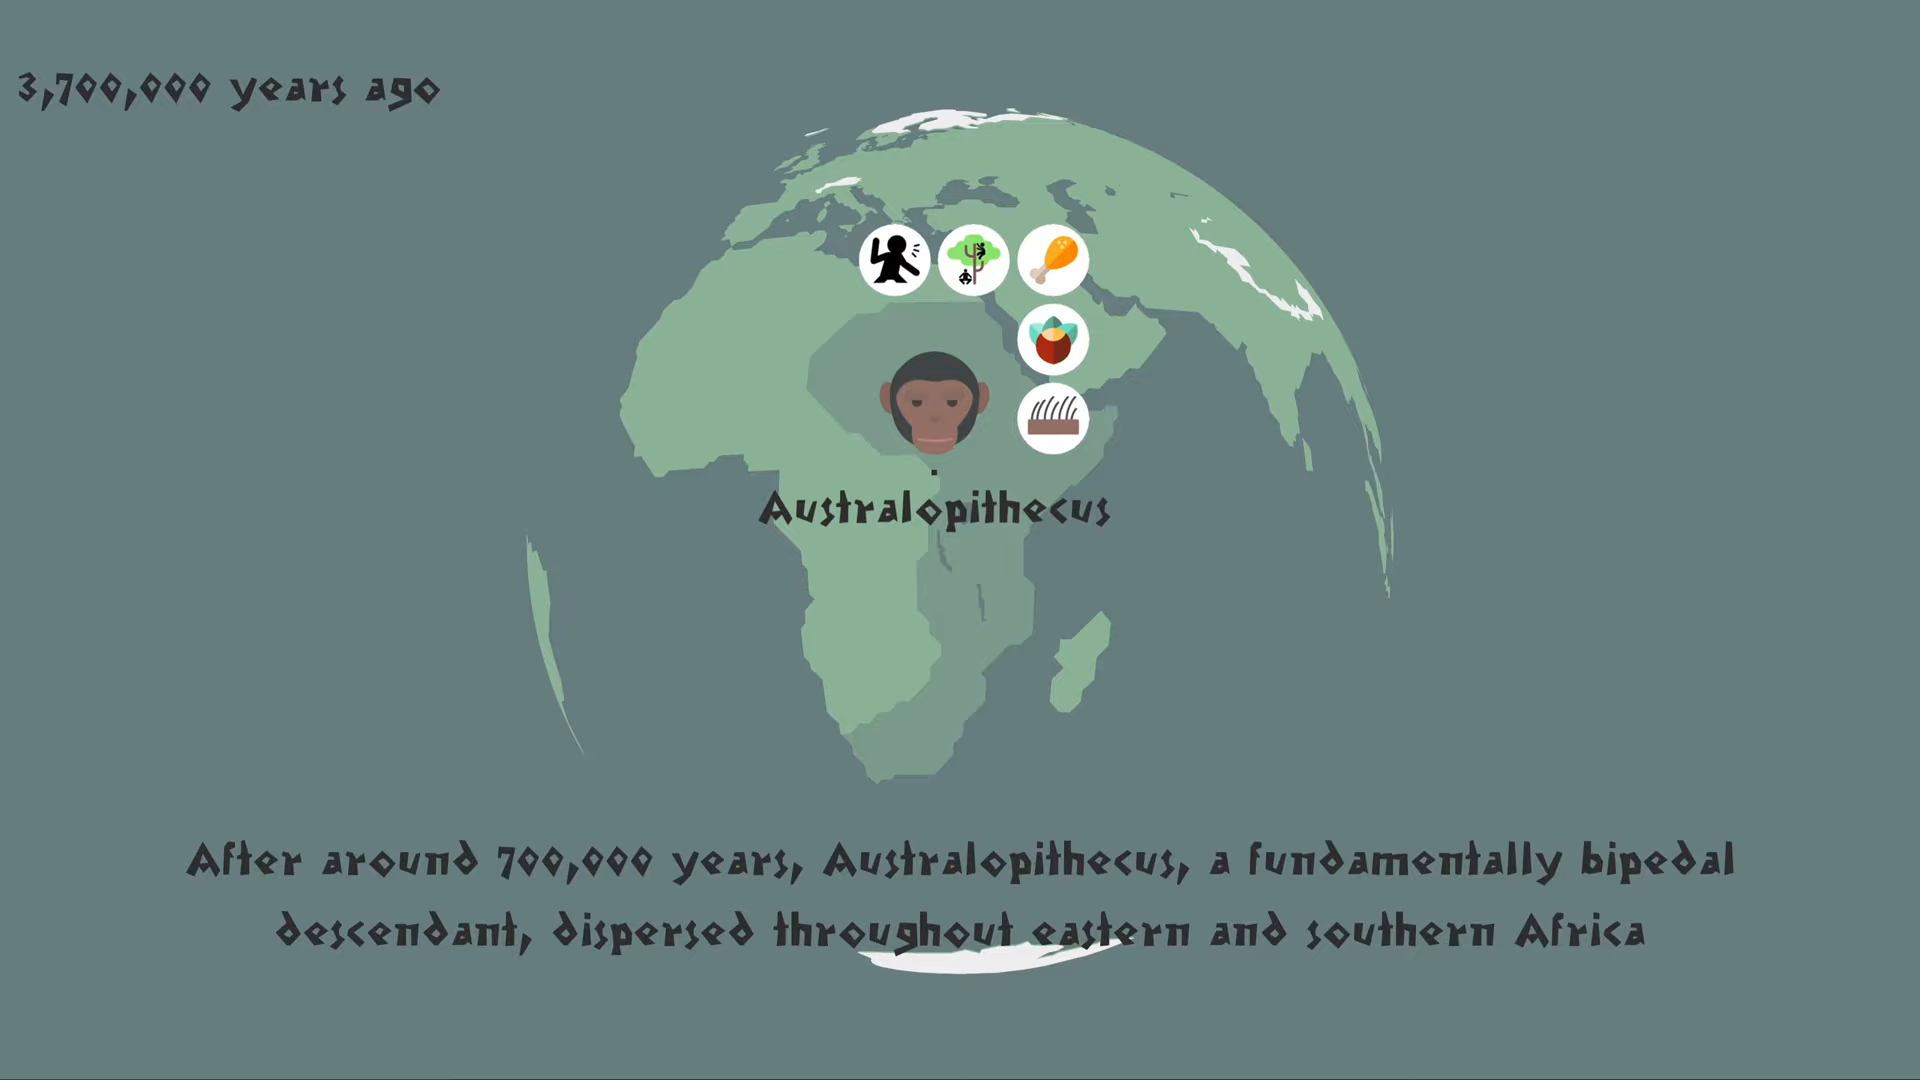 3,700,000 years ago
Australopithecus
After around 700,000 years, Australopithecus, a fundamentally bipedal
descendant, dispersed throughout eastern and southern Africa